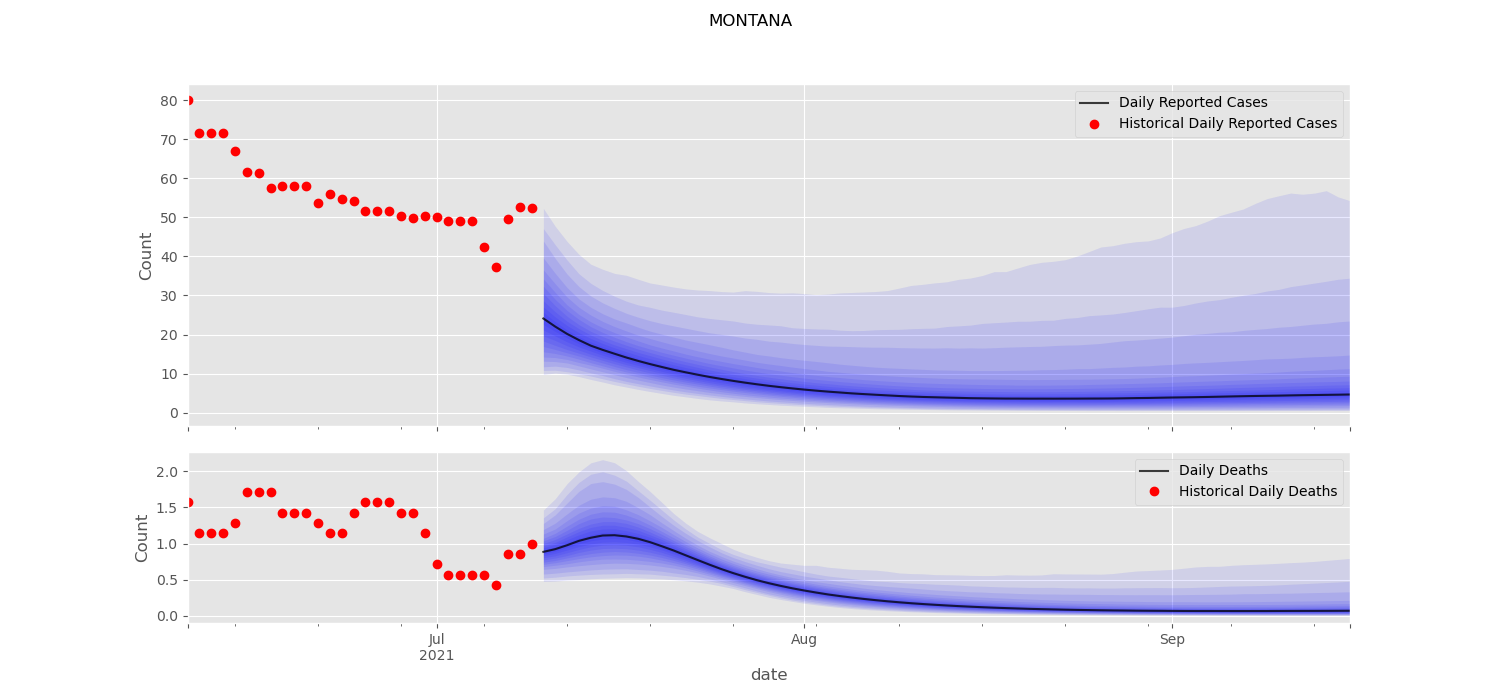 MONTANA
80
70
60
50
40
30
20
10
0
Count
Daily Reported Cases
Historical Daily Reported Cases
2.0
1.5
1.0
0.5
0.0
Count
Daily Deaths
Historical Daily Deaths
Jul
2021
Aug
Sep
date